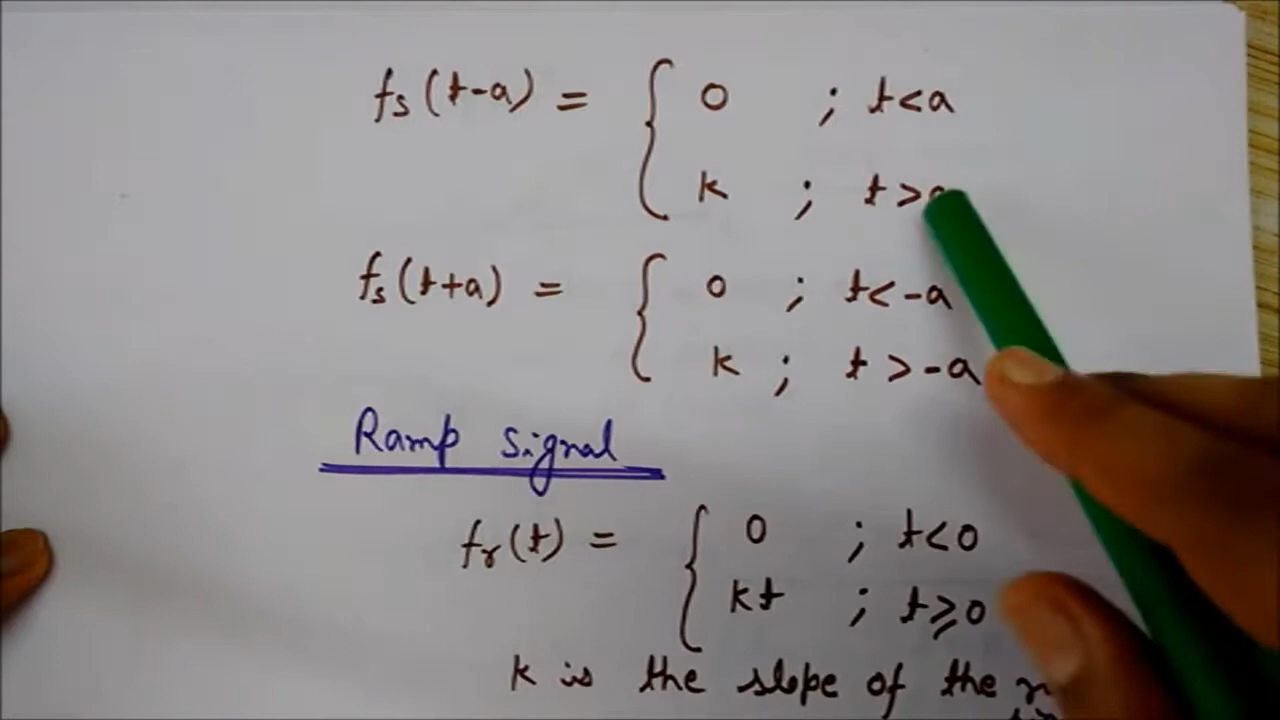 fs(t-a) = { 0 ; t<a
k ; t>a
fs(t+a) = { 0 ; t<-a
k ; t>-a
Ramp signal
fr(t) = { 0 ; t<0
kt ; t≥0
k is the slope of the